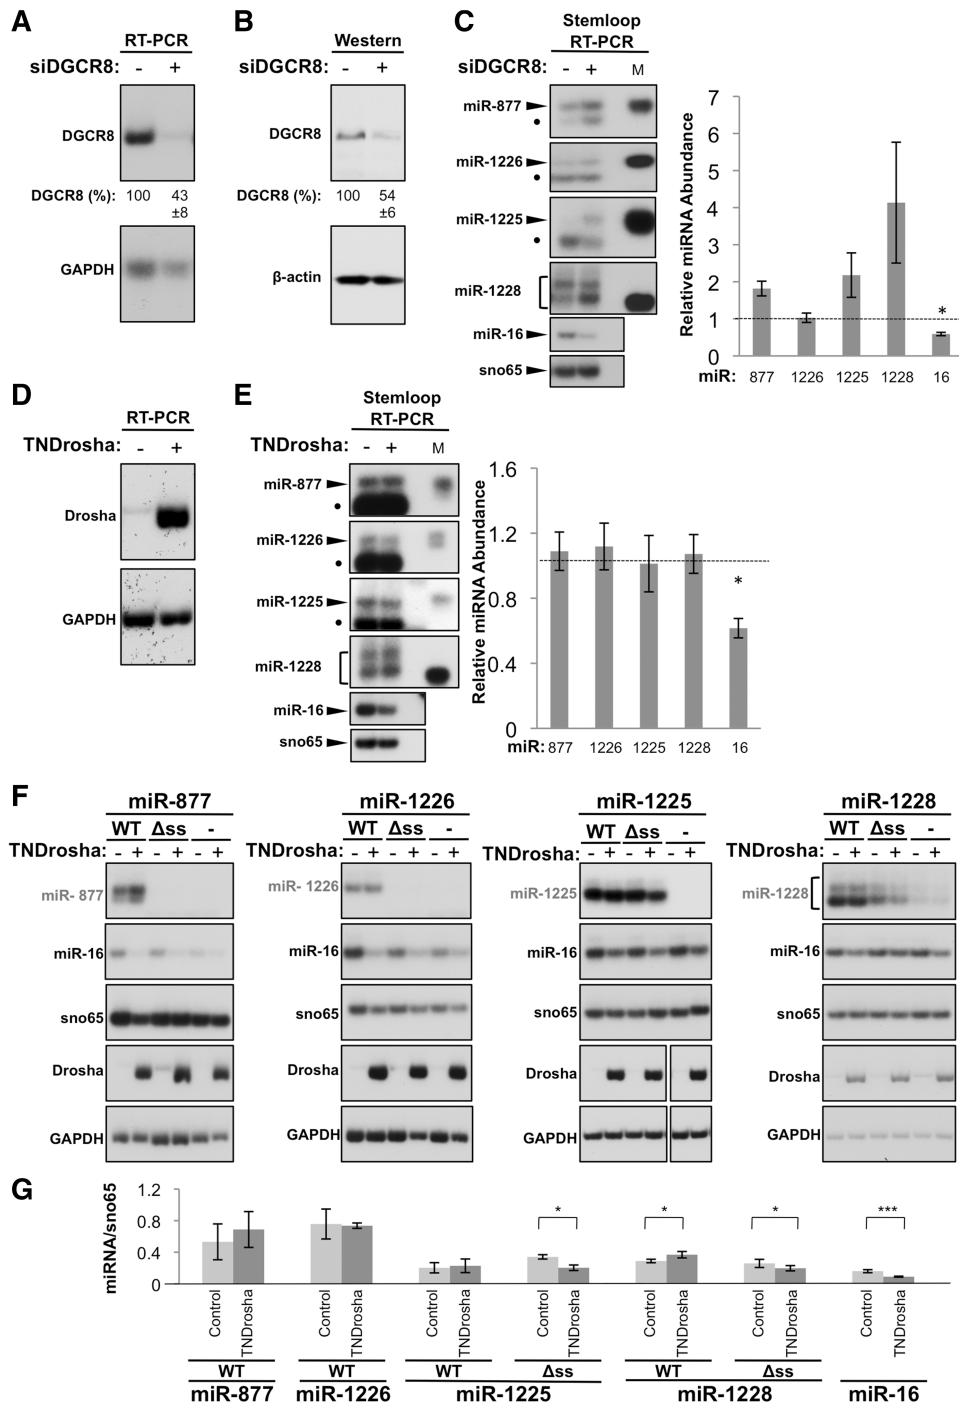 A
RT-PCR
siDGCR8: - +
DGCR8
DGCR8 (%): 100 43 ±8
GAPDH
B
Western
siDGCR8: - +
DGCR8
DGCR8 (%): 100 54 ±6
β-actin
C
Stemloop
RT-PCR
siDGCR8: - + M
miR-877
miR-1226
miR-1225
miR-1228
miR-16
sno65
Relative miRNA Abundance
7
6
5
4
3
2
1
0
*
miR: 877 1226 1225 1228 16
D
RT-PCR
TNDrosha: - +
Drosha
GAPDH
E
Stemloop
RT-PCR
TNDrosha: - + M
miR-877
miR-1226
miR-1225
miR-1228
miR-16
sno65
Relative miRNA Abundance
1.6
1.2
0.8
0.4
0
*
miR: 877 1226 1225 1228 16
F
miR-877
WT Δss -
TNDrosha: - + - + - +
miR- 877
miR-16
sno65
Drosha
GAPDH
miR-1226
WT Δss -
TNDrosha: - + - + - +
miR- 1226
miR-16
sno65
Drosha
GAPDH
miR-1225
WT Δss -
TNDrosha: - + - + - +
miR-1225
miR-16
sno65
Drosha
GAPDH
miR-1228
WT Δss -
TNDrosha: - + - + - +
miR-1228
miR-16
sno65
Drosha
GAPDH
G
miRNA/sno65
1.2
0.8
0.4
0
* * * ***
Control TNDrosha Control TNDrosha Control TNDrosha Control TNDrosha Control TNDrosha Control TNDrosha Control TNDrosha
WT WT WT Δss WT Δss
miR-877 miR-1226 miR-1225 miR-1228 miR-16